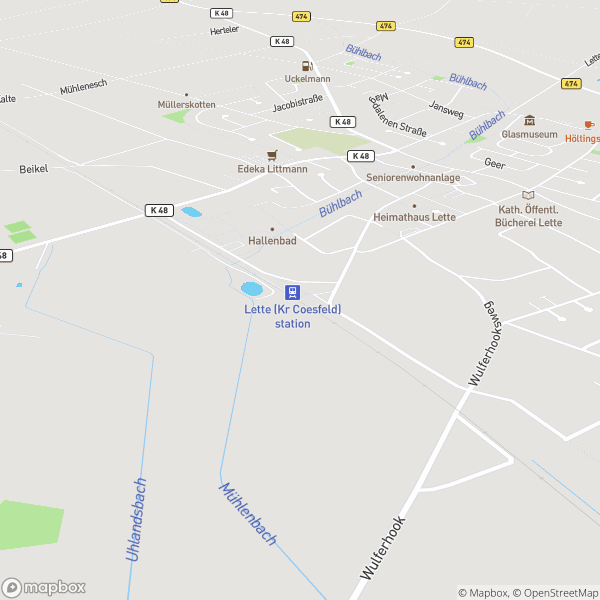 K 48
474
474
Herteler
K 48
474
Bühlbach
Uckelmann
Bühlbach
474
Mühlenesch
Müllerskotten
Jacobistraße
Magdalenen Straße
Jansweg
K 48
Bühlbach
Glasmuseum
Edeka Littmann
K 48
Geer
Beikel
Seniorenwohnanlage
Bühlbach
Heimathaus Lette
Kath. Öffentl.
Bücherei Lette
K 48
Hallenbad
Lette (Kr Coesfeld)
station
Wulferhooksweg
Uhlandsbach
Mühlenbach
Wulferhook
mapbox
© Mapbox, © OpenStreetMap